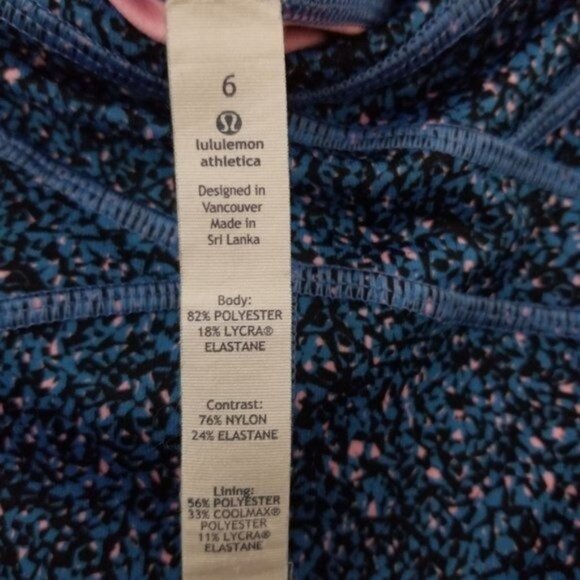 6
lululemon
athletica
Designed in
Vancouver
Made in
Sri Lanka
Body:
82% POLYESTER
18% LYCRA®
ELASTANE
Contrast:
76% NYLON
24% ELASTANE
Lining:
56% POLYESTER
33% COOLMAX®
POLYESTER
11% LYCRA®
ELASTANE